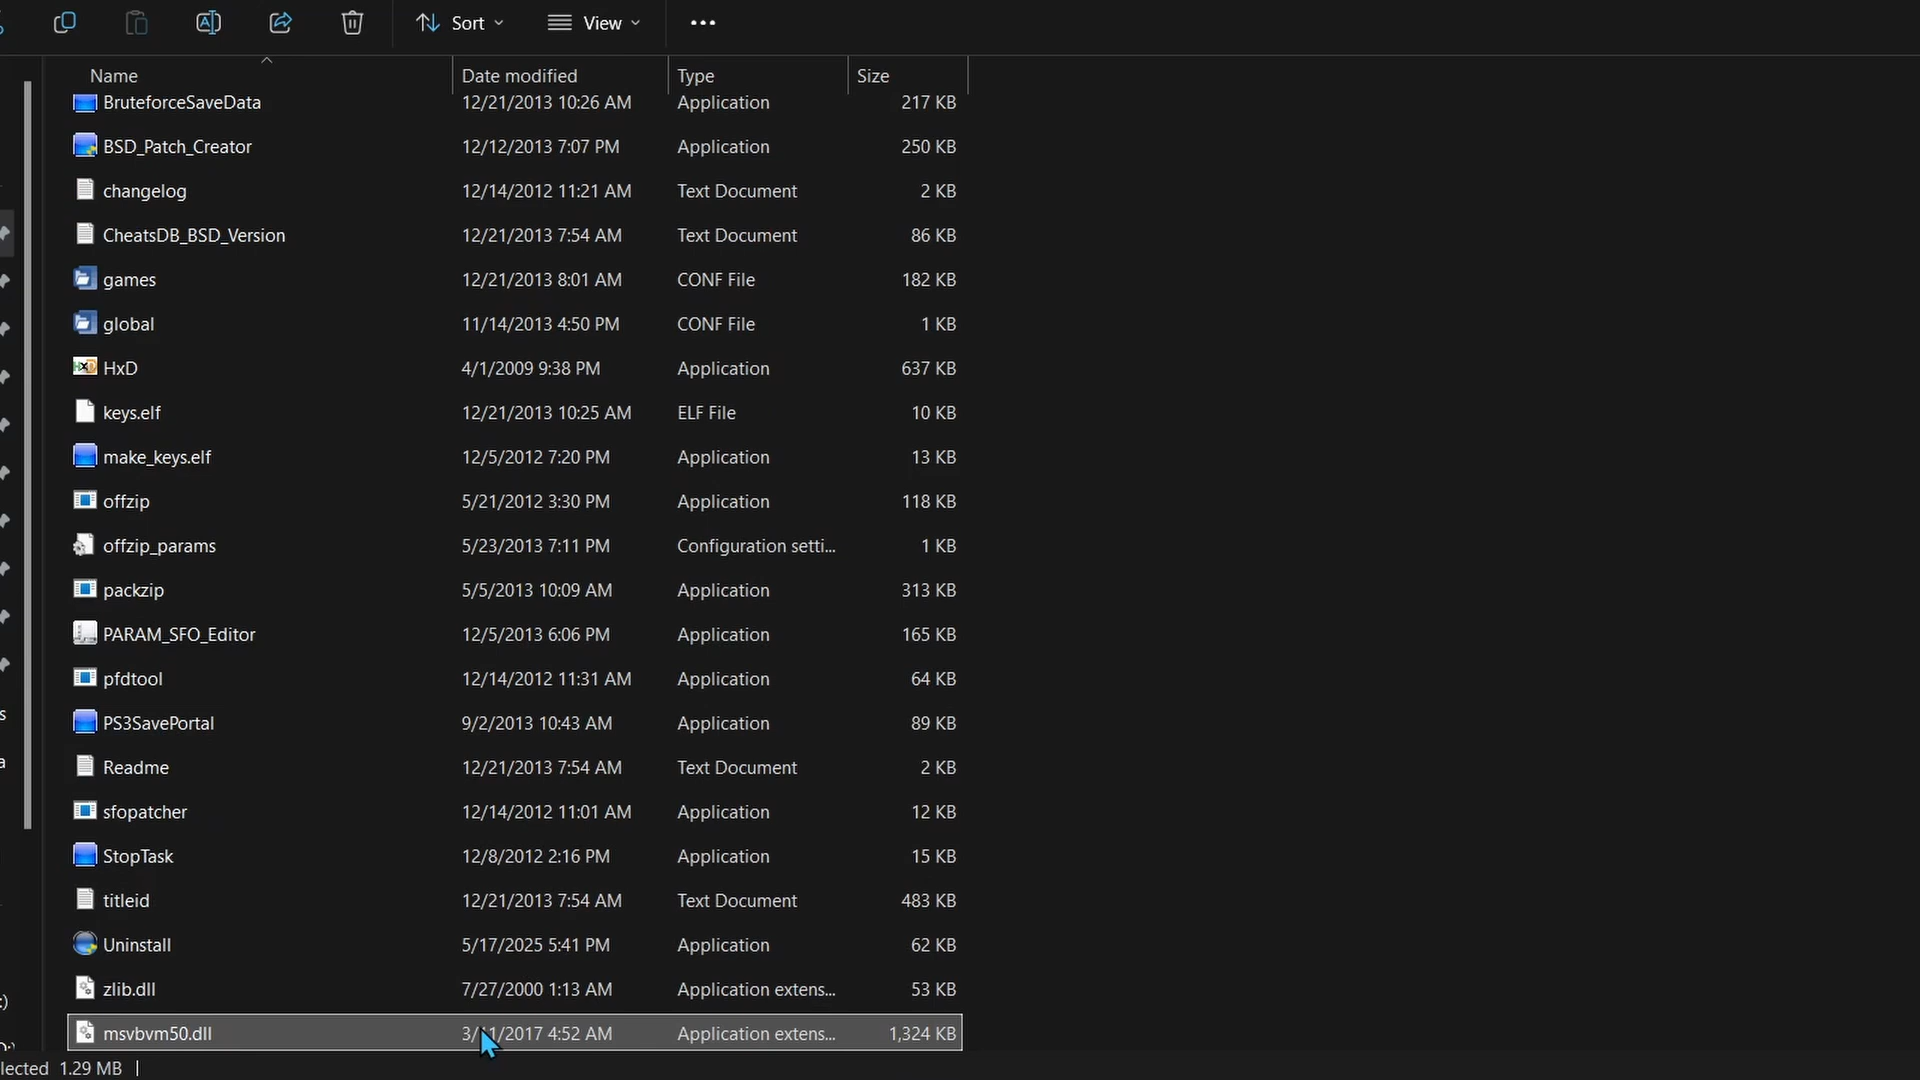 Sort View
Name Date modified Type Size
BruteforceSaveData 12/21/2013 10:26 AM Application 217 KB
BSD_Patch_Creator 12/12/2013 7:07 PM Application 250 KB
changelog 12/14/2012 11:21 AM Text Document 2 KB
CheatsDB_BSD_Version 12/21/2013 7:54 AM Text Document 86 KB
games 12/21/2013 8:01 AM CONF File 182 KB
global 11/14/2013 4:50 PM CONF File 1 KB
HxD 4/1/2009 9:38 PM Application 637 KB
keys.elf 12/21/2013 10:25 AM ELF File 10 KB
make_keys.elf 12/5/2012 7:20 PM Application 13 KB
offzip 5/21/2012 3:30 PM Application 118 KB
offzip_params 5/23/2013 7:11 PM Configuration setti... 1 KB
packzip 5/5/2013 10:09 AM Application 313 KB
PARAM_SFO_Editor 12/5/2013 6:06 PM Application 165 KB
pfdtool 12/14/2012 11:31 AM Application 64 KB
PS3SavePortal 9/2/2013 10:43 AM Application 89 KB
Readme 12/21/2013 7:54 AM Text Document 2 KB
sfopatcher 12/14/2012 11:01 AM Application 12 KB
StopTask 12/8/2012 2:16 PM Application 15 KB
titleid 12/21/2013 7:54 AM Text Document 483 KB
Uninstall 5/17/2025 5:41 PM Application 62 KB
zlib.dll 7/27/2000 1:13 AM Application extens... 53 KB
msvbvm50.dll 4:52 AM Application extens... 1,324 KB
lected 1.29 MB